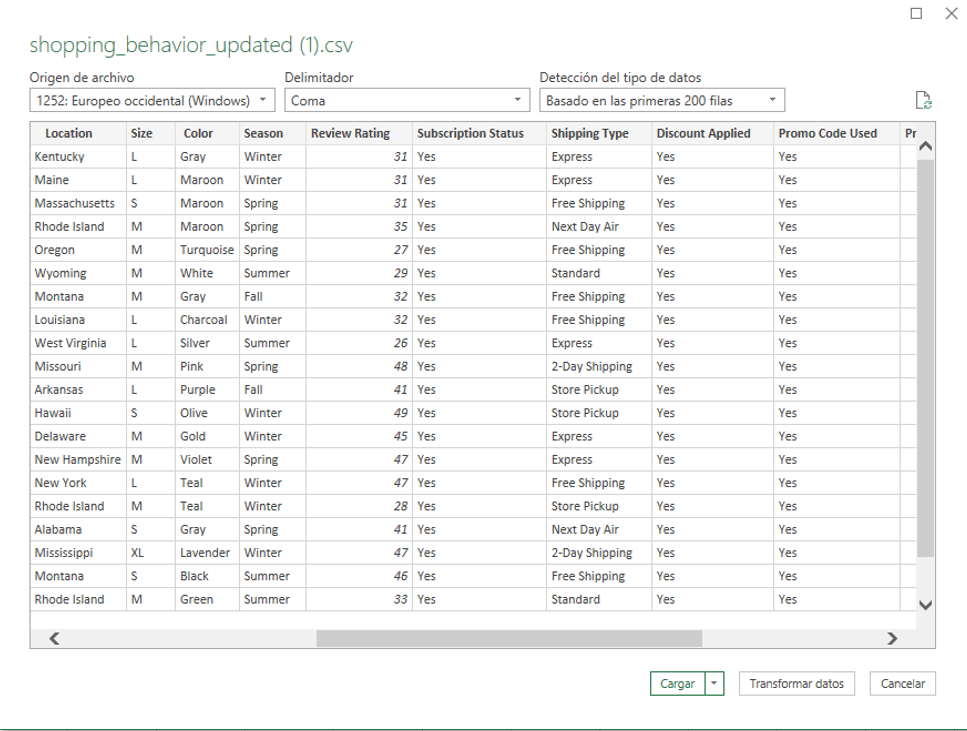 shopping_behavior_updated (1).csv
Origen de archivo Delimitador Detección del tipo de datos
1252: Europeo occidental (Windows) Coma Basado en las primeras 200 filas
Location Size Color Season Review Rating Subscription Status Shipping Type Discount Applied Promo Code Used Pr
Kentucky L Gray Winter 31 Yes Express Yes Yes
Maine L Maroon Winter 31 Yes Express Yes Yes
Massachusetts S Maroon Spring 31 Yes Free Shipping Yes Yes
Rhode Island M Maroon Spring 35 Yes Next Day Air Yes Yes
Oregon M Turquoise Spring 27 Yes Free Shipping Yes Yes
Wyoming M White Summer 29 Yes Standard Yes Yes
Montana M Gray Fall 32 Yes Free Shipping Yes Yes
Louisiana L Charcoal Winter 32 Yes Free Shipping Yes Yes
West Virginia L Silver Summer 26 Yes Express Yes Yes
Missouri M Pink Spring 48 Yes 2-Day Shipping Yes Yes
Arkansas L Purple Fall 41 Yes Store Pickup Yes Yes
Hawaii S Olive Winter 49 Yes Store Pickup Yes Yes
Delaware M Gold Winter 45 Yes Express Yes Yes
New Hampshire M Violet Spring 47 Yes Express Yes Yes
New York L Teal Winter 47 Yes Free Shipping Yes Yes
Rhode Island M Teal Winter 28 Yes Store Pickup Yes Yes
Alabama S Gray Spring 41 Yes Next Day Air Yes Yes
Mississippi XL Lavender Winter 47 Yes 2-Day Shipping Yes Yes
Montana S Black Summer 46 Yes Free Shipping Yes Yes
Rhode Island M Green Summer 33 Yes Standard Yes Yes
Cargar Transformar datos Cancelar